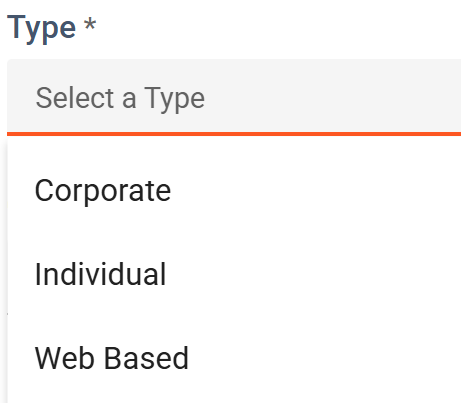 Type *
Select a Type
Corporate
Individual
Web Based